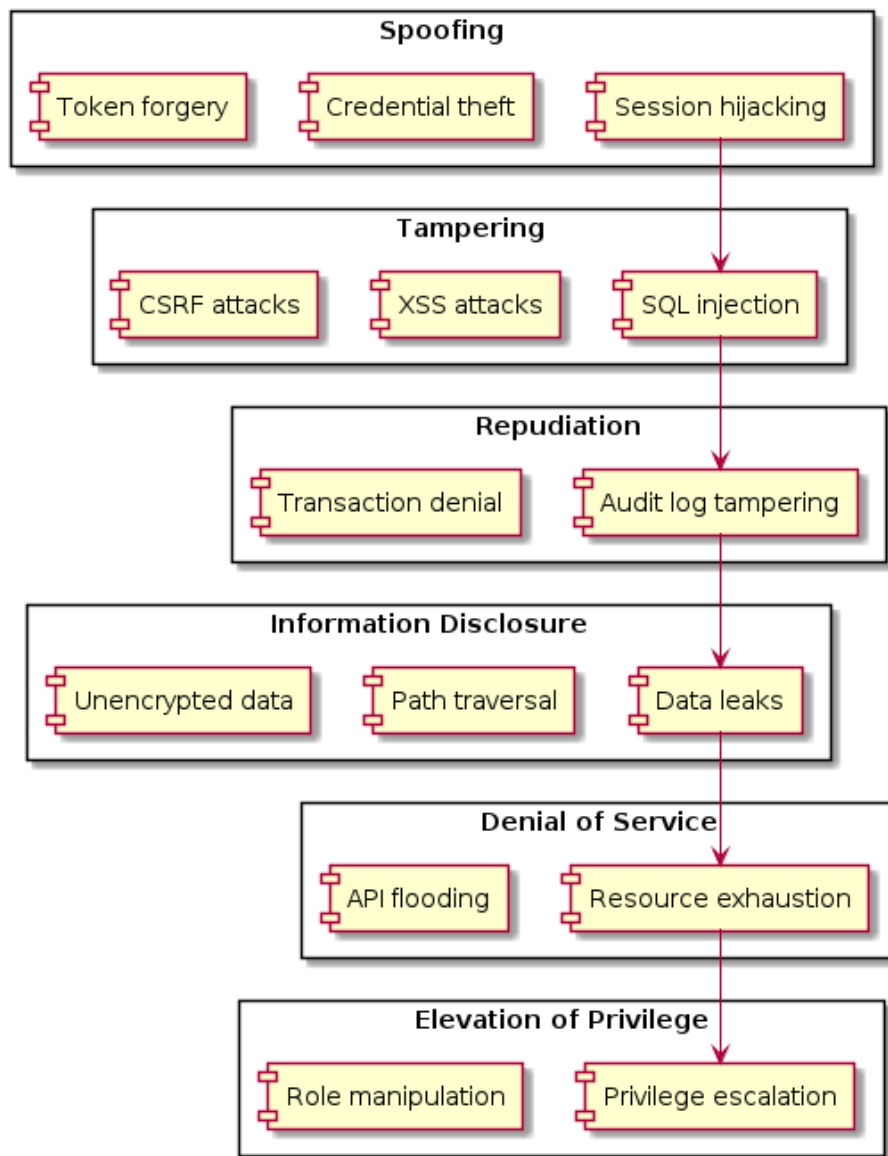 Spoofing
Token forgery
Credential theft
Session hijacking
Tampering
CSRF attacks
XSS attacks
SQL injection
Repudiation
Transaction denial
Audit log tampering
Information Disclosure
Unencrypted data
Path traversal
Data leaks
Denial of Service
API flooding
Resource exhaustion
Elevation of Privilege
Role manipulation
Privilege escalation